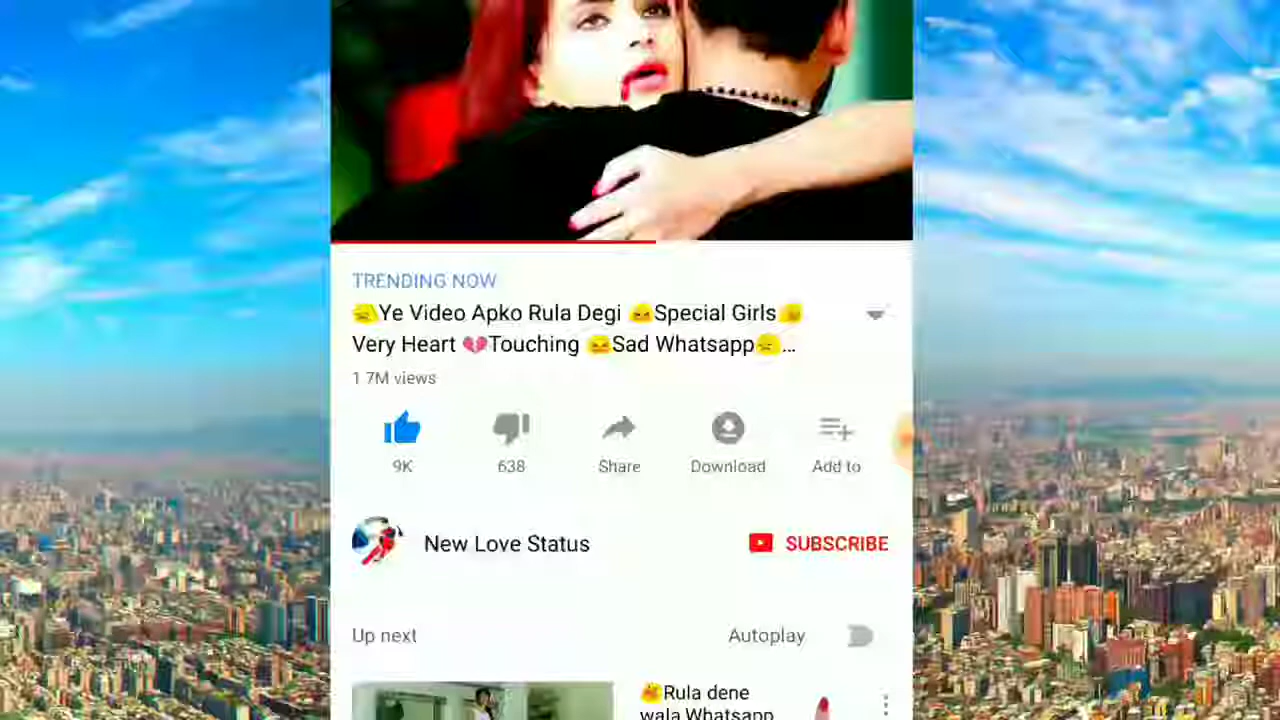 TRENDING NOW
😞Ye Video Apko Rula Degi 😖Special Girls😖
Very Heart 💔Touching 😖Sad Whatsapp😞...
1 7M views
9K
638
Share
Download
Add to
New Love Status
SUBSCRIBE
Up next
Autoplay
Rula dene
wala Whatsapp